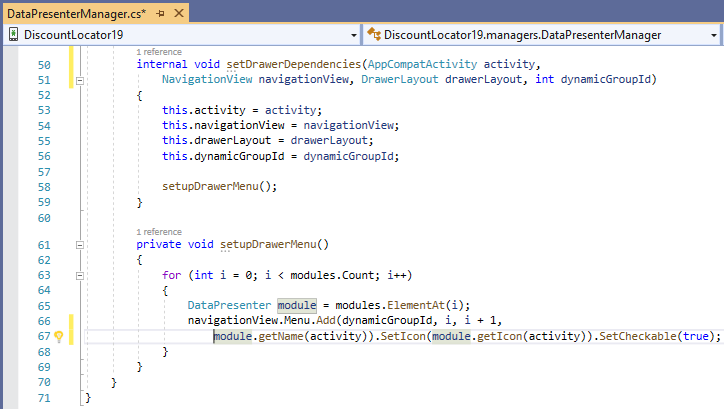 DataPresenterManager.cs*
DiscountLocator19
DiscountLocator19.managers.DataPresenterManager
1 reference
50 internal void setDrawerDependencies(AppCompatActivity activity,
51 NavigationView navigationView, DrawerLayout drawerLayout, int dynamicGroupId)
52 {
53 this.activity = activity;
54 this.navigationView = navigationView;
55 this.drawerLayout = drawerLayout;
56 this.dynamicGroupId = dynamicGroupId;
57
58 setupDrawerMenu();
59 }
60
1 reference
61 private void setupDrawerMenu()
62 {
63 for (int i = 0; i < modules.Count; i++)
64 {
65 DataPresenter module = modules.ElementAt(i);
66 navigationView.Menu.Add(dynamicGroupId, i, i + 1,
67 module.getName(activity)).SetIcon(module.getIcon(activity)).SetCheckable(true);
68 }
69 }
70 }
71 }